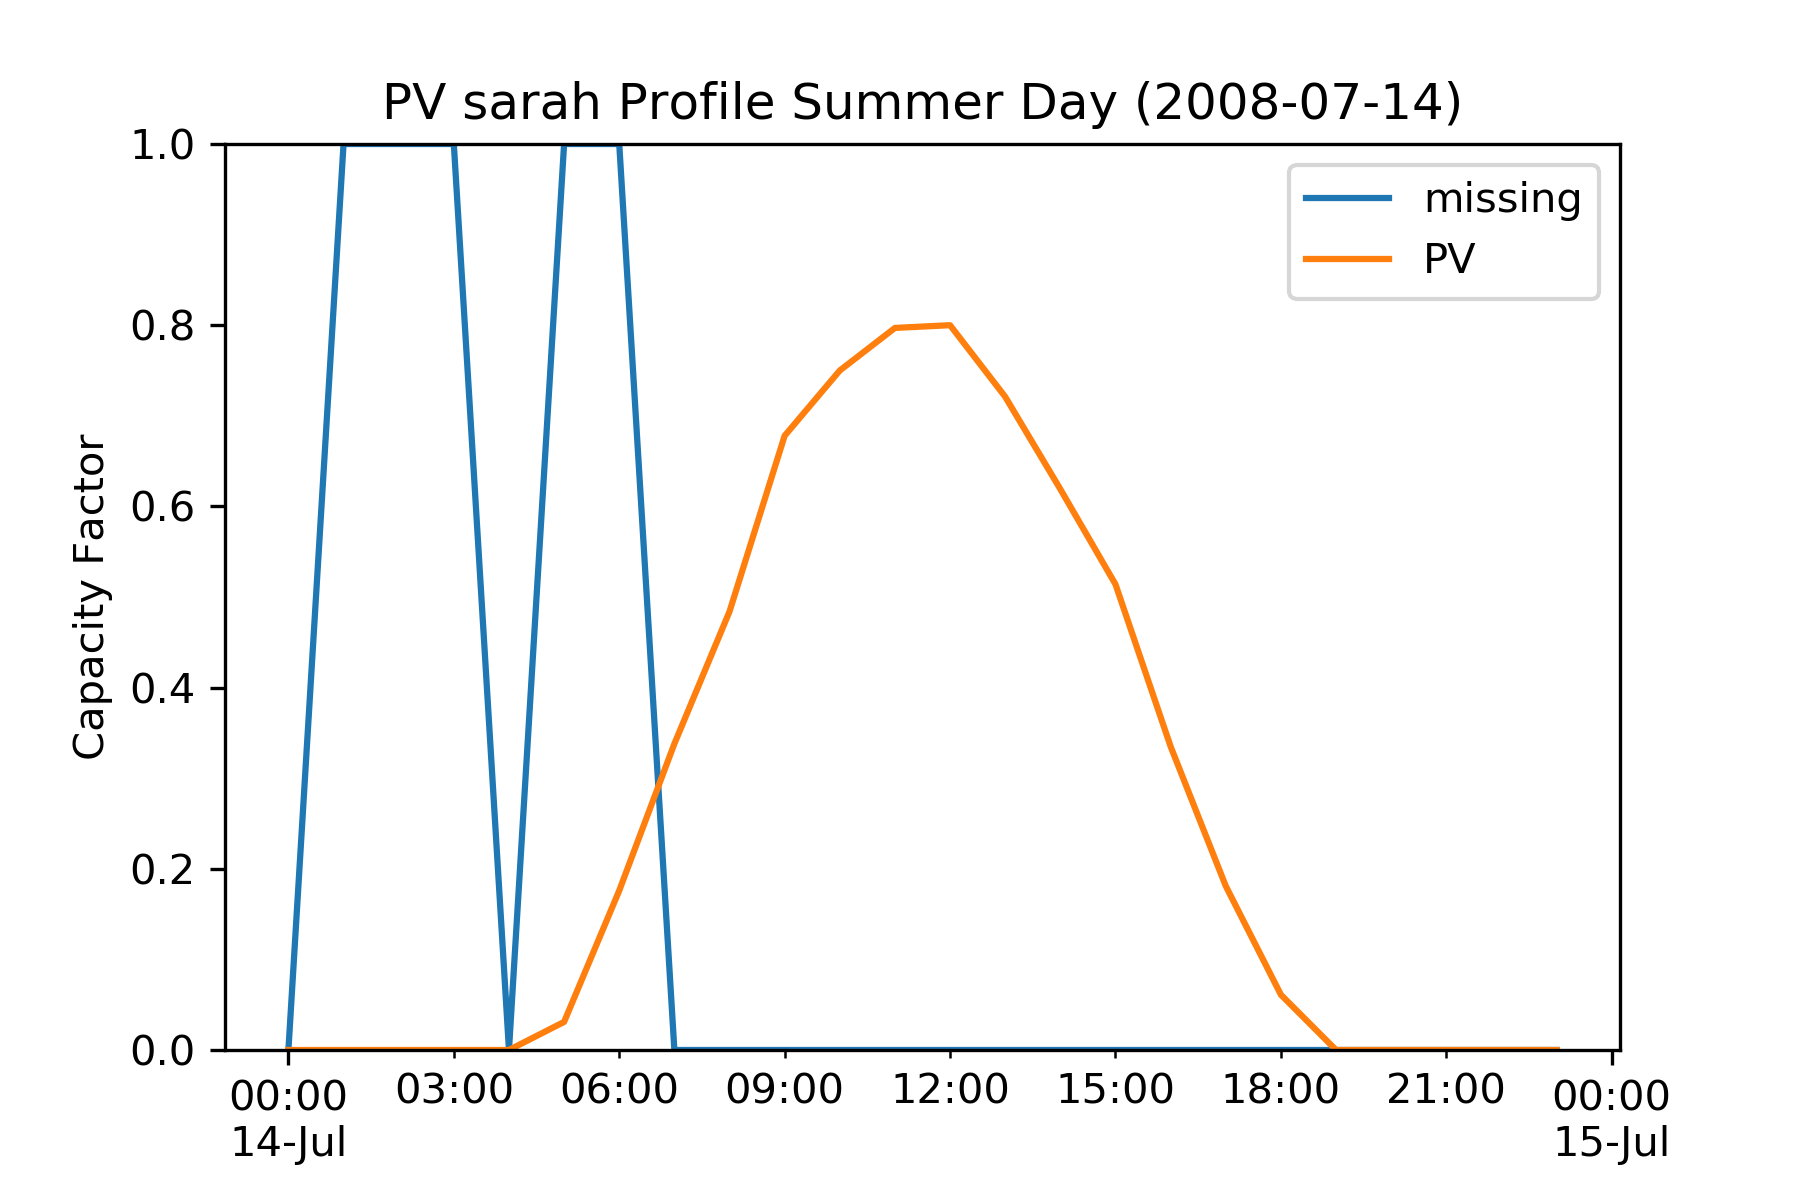 PV sarah Profile Summer Day (2008-07-14)
1.0
0.8
0.6
0.4
0.2
0.0
Capacity Factor
missing
PV
00:00 03:00 06:00 09:00 12:00 15:00 18:00 21:00 00:00
14-Jul 15-Jul